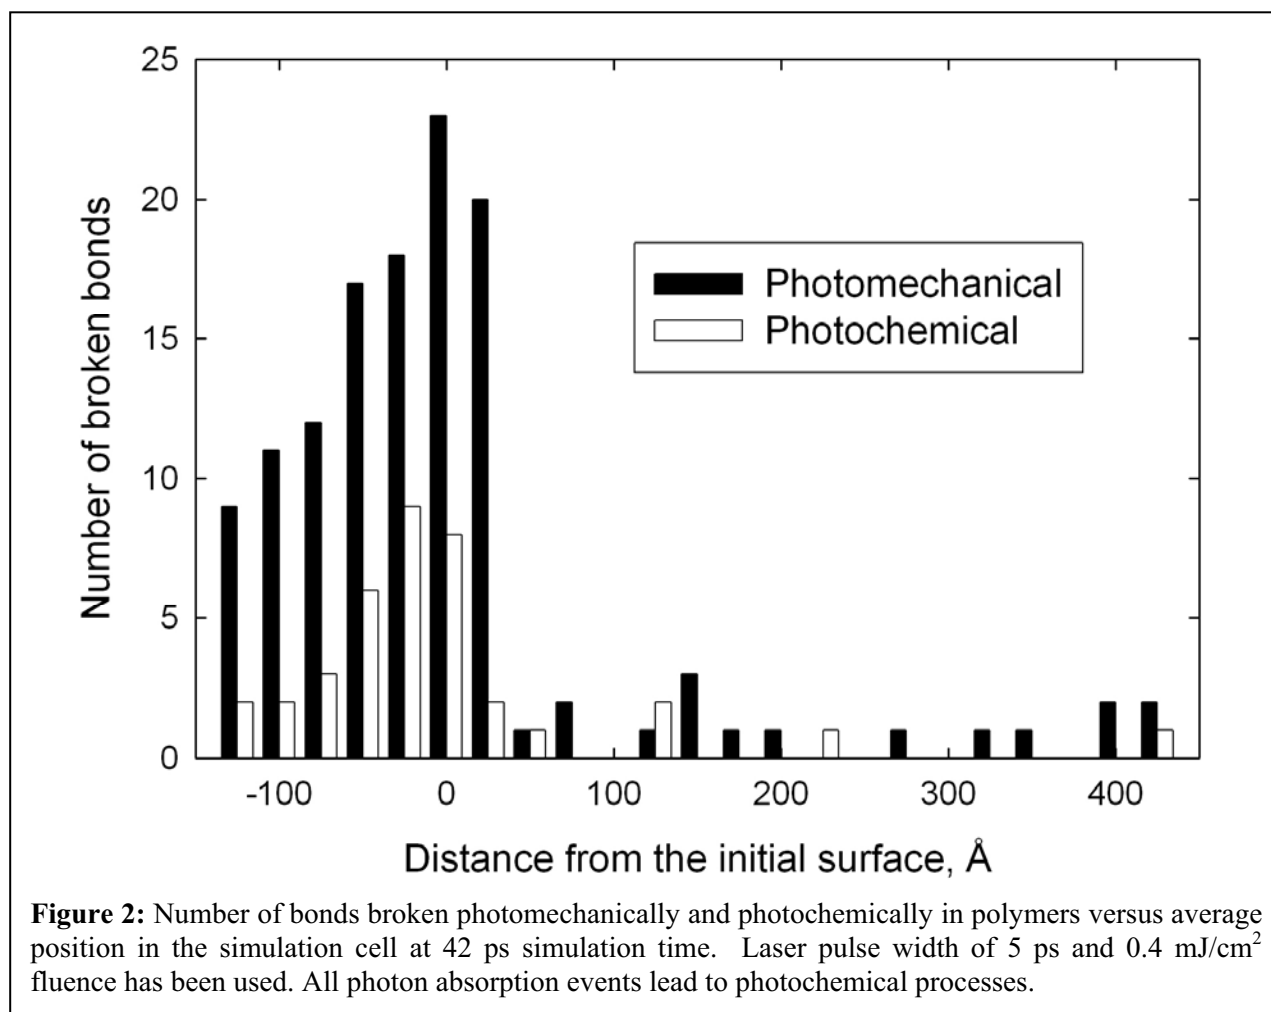 25
20
15
10
5
0
Number of broken bonds
Photomechanical
Photochemical
-100 0 100 200 300 400
Distance from the initial surface, Å
Figure 2: Number of bonds broken photomechanically and photochemically in polymers versus average
position in the simulation cell at 42 ps simulation time. Laser pulse width of 5 ps and 0.4 mJ/cm²
fluence has been used. All photon absorption events lead to photochemical processes.